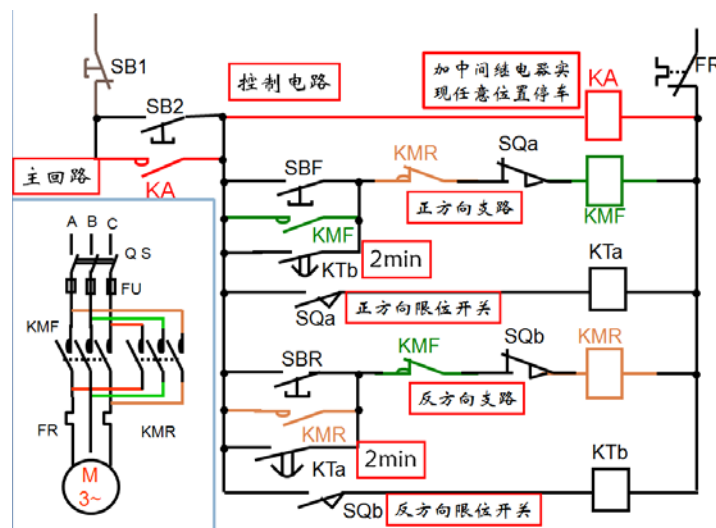 SB1
SB2
控制电路
加中间继电器实
现任意位置停车
KA
FR
主回路
KA
SBF
KMR
SQa
正方向支路
KMF
KMF
KTb
2min
KTa
SQa
正方向限位开关
A B C
QS
FU
KMF
FR
KMR
M
3~
SBR
KMF
SQb
KMR
反方向支路
KMR
KTa
2min
KTb
SQb
反方向限位开关